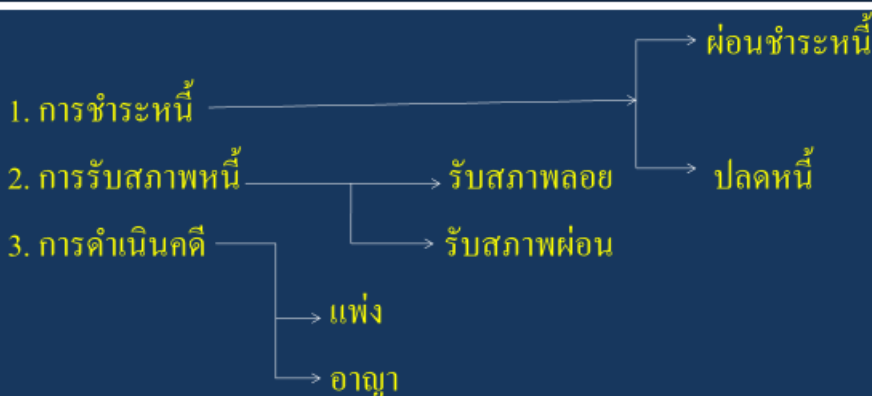 ผ่อนชำระหนี้
1. การชำระหนี้
2. การรับสภาพหนี้ รับสภาพลอย ปลดหนี้
3. การดำเนินคดี รับสภาพผ่อน
แพ่ง
อาญา